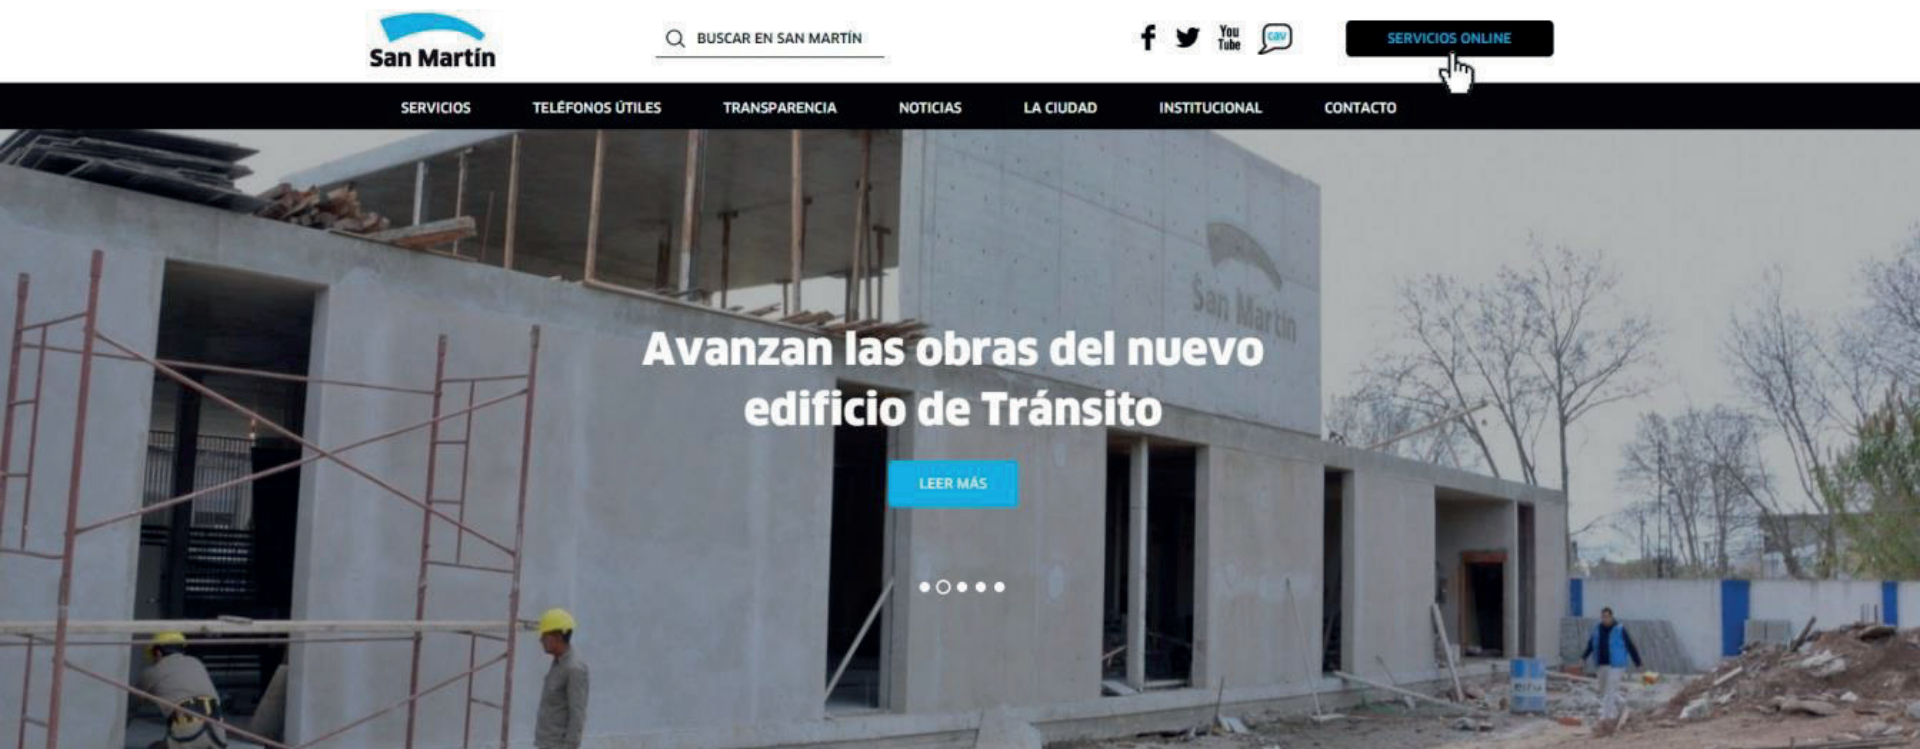 San Martín
BUSCAR EN SAN MARTÍN
You
Tube
cav
SERVICIOS ONLINE
SERVICIOS
TELÉFONOS ÚTILES
TRANSPARENCIA
NOTICIAS
LA CIUDAD
INSTITUCIONAL
CONTACTO
San Martín
Avanzan las obras del nuevo
edificio de Tránsito
LEER MÁS